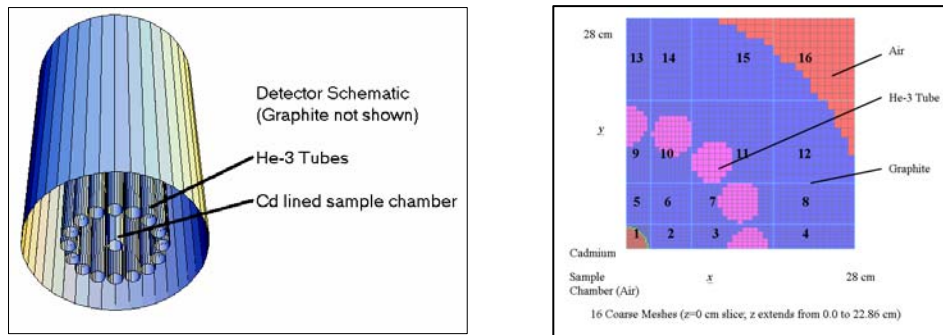 Detector Schematic
(Graphite not shown)
He-3 Tubes
Cd lined sample chamber
28 cm
13 14 15 16
Air
He-3 Tube
y
9 10 11 12
Graphite
5 6 7 8
1 2 3 4
Cadmium
Sample
Chamber (Air)
x
28 cm
16 Coarse Meshes (z=0 cm slice; z extends from 0.0 to 22.86 cm)